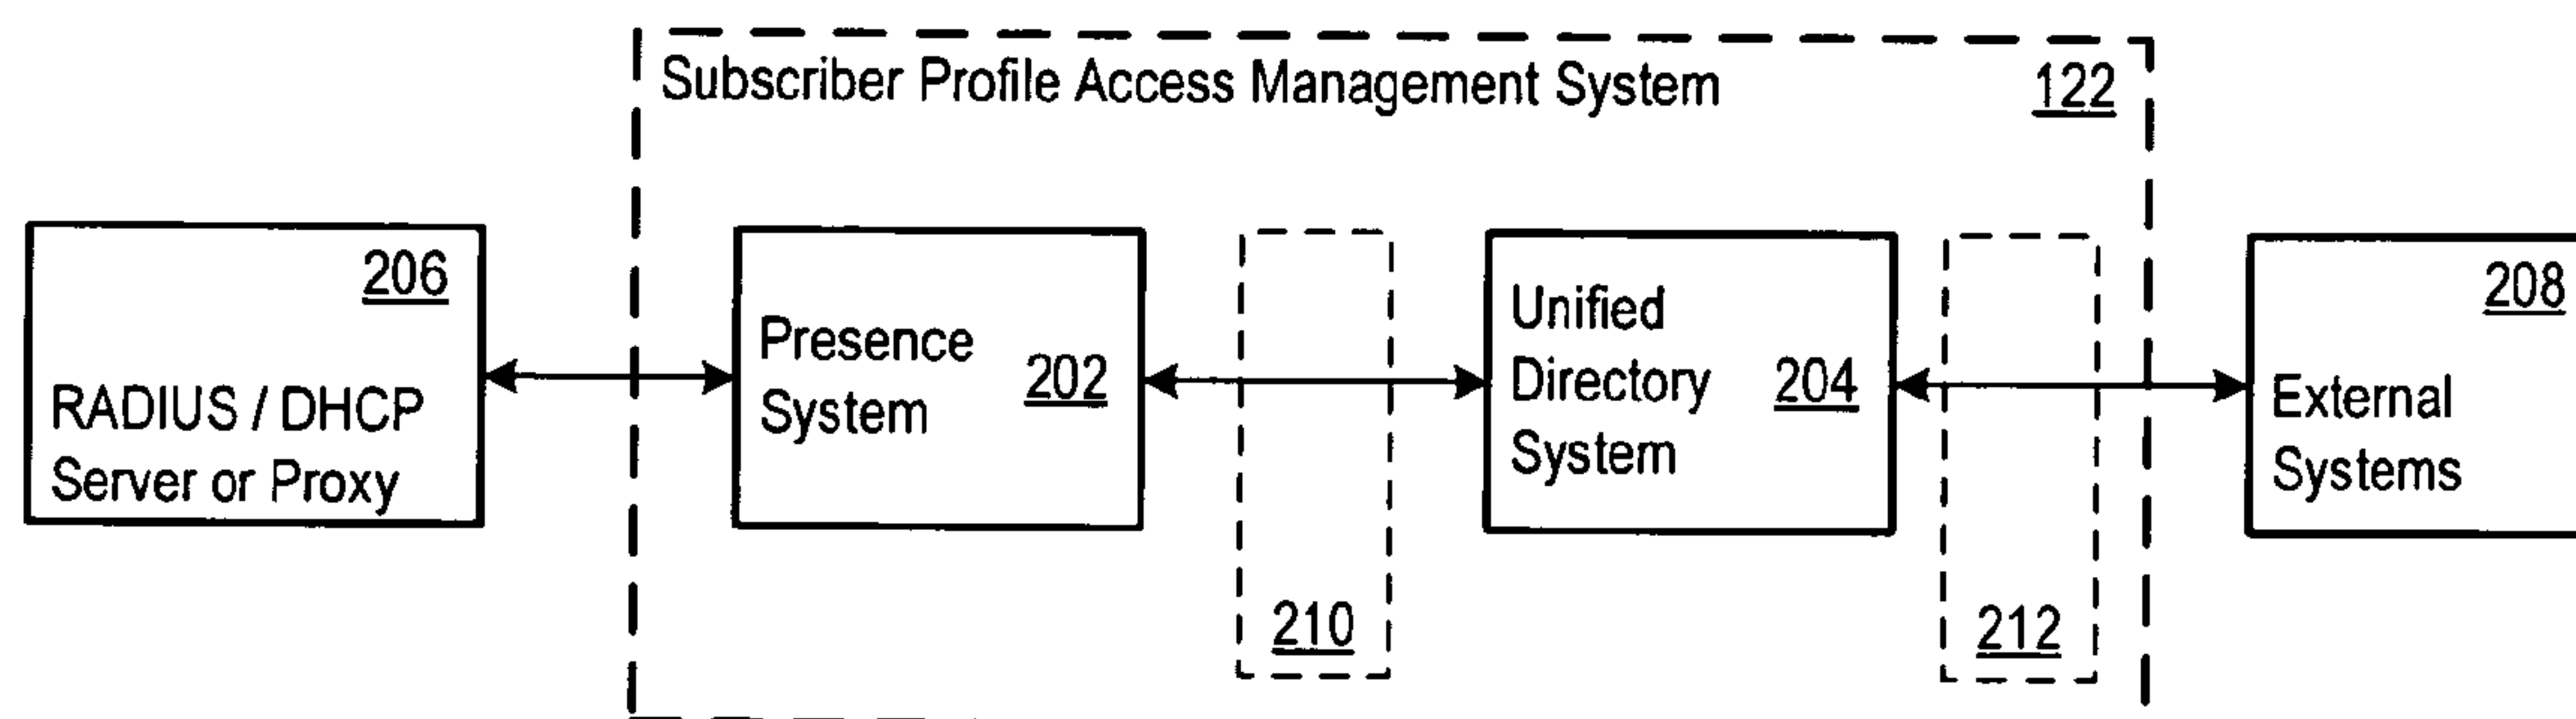 Subscriber Profile Access Management System
122
206
RADIUS / DHCP
Server or Proxy
Presence
System
202
210
Unified
Directory
System
204
212
208
External
Systems